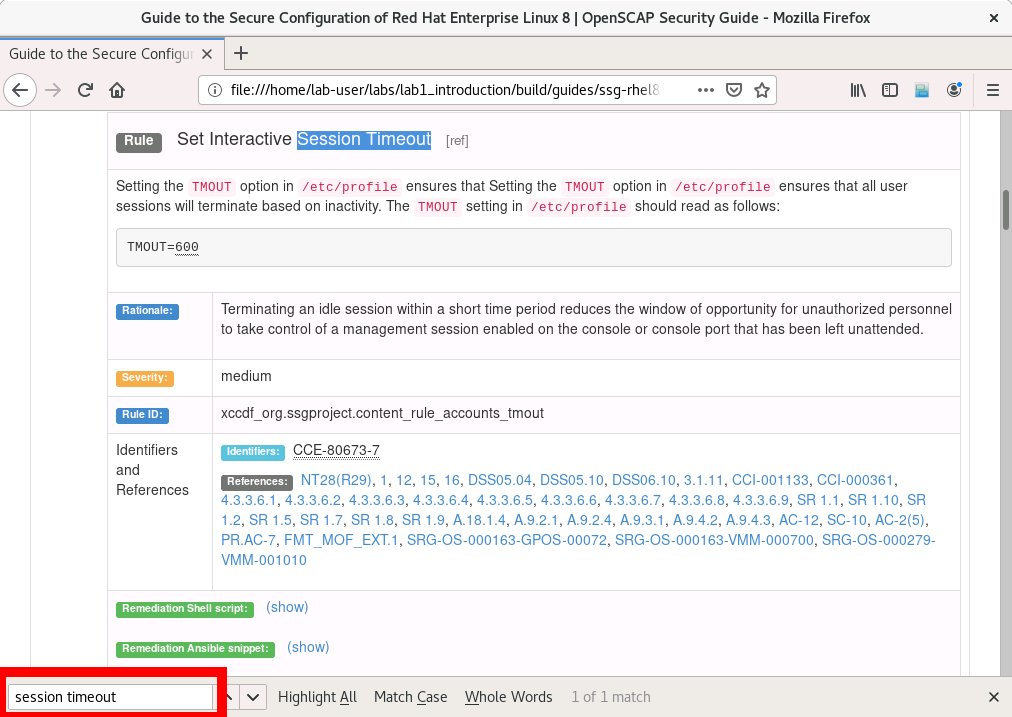 Guide to the Secure Configuration of Red Hat Enterprise Linux 8 | OpenSCAP Security Guide - Mozilla Firefox
Guide to the Secure Configur
file:///home/lab-user/labs/lab1_introduction/build/guides/ssg-rhel8
Rule Set Interactive Session Timeout [ref]
Setting the TMOUT option in /etc/profile ensures that Setting the TMOUT option in /etc/profile ensures that all user
sessions will terminate based on inactivity. The TMOUT setting in /etc/profile should read as follows:
TMOUT=600
Rationale: Terminating an idle session within a short time period reduces the window of opportunity for unauthorized personnel
to take control of a management session enabled on the console or console port that has been left unattended.
Severity: medium
Rule ID: xccdf_org.ssgproject.content_rule_accounts_tmout
Identifiers
and
References
Identifiers: CCE-80673-7
References: NT28(R29), 1, 12, 15, 16, DSS05.04, DSS05.10, DSS06.10, 3.1.11, CCI-001133, CCI-000361,
4.3.3.6.1, 4.3.3.6.2, 4.3.3.6.3, 4.3.3.6.4, 4.3.3.6.5, 4.3.3.6.6, 4.3.3.6.7, 4.3.3.6.8, 4.3.3.6.9, SR 1.1, SR 1.10, SR
1.2, SR 1.5, SR 1.7, SR 1.8, SR 1.9, A.18.1.4, A.9.2.1, A.9.2.4, A.9.3.1, A.9.4.2, A.9.4.3, AC-12, SC-10, AC-2(5),
PR.AC-7, FMT_MOF_EXT.1, SRG-OS-000163-GPOS-00072, SRG-OS-000163-VMM-000700, SRG-OS-000279-
VMM-001010
Remediation Shell script: (show)
Remediation Ansible snippet: (show)
session timeout Highlight All Match Case Whole Words 1 of 1 match